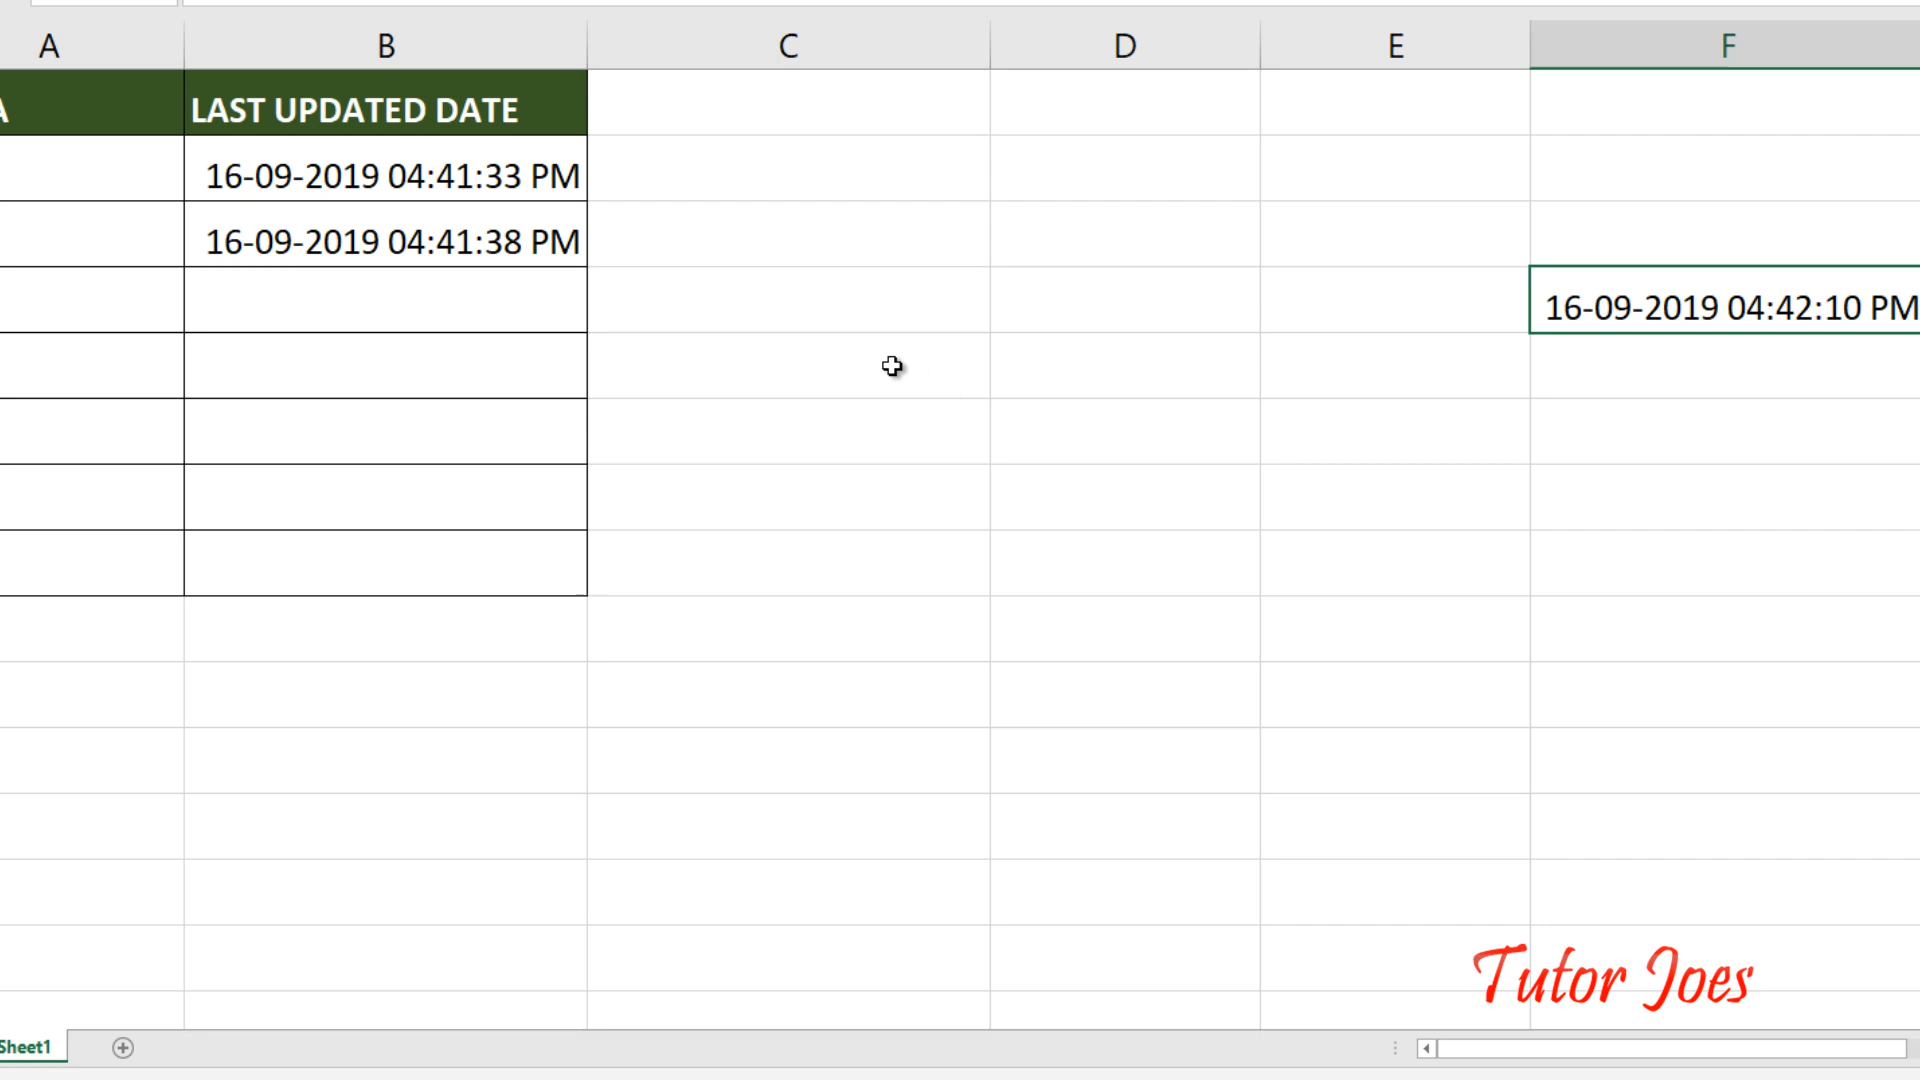 A B C D E F
A LAST UPDATED DATE
16-09-2019 04:41:33 PM
16-09-2019 04:41:38 PM
16-09-2019 04:42:10 PM
Tutor Joes
Sheet1